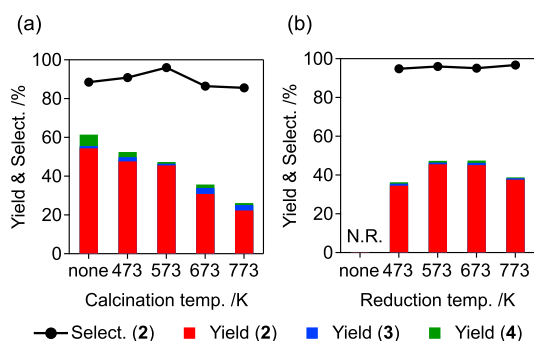 (a)
Yield & Select. /%
100
80
60
40
20
0
none 473 573 673 773
Calcination temp. /K
(b)
Yield & Select. /%
100
80
60
40
20
0
N.R.
none 473 573 673 773
Reduction temp. /K
Select. (2) Yield (2) Yield (3) Yield (4)